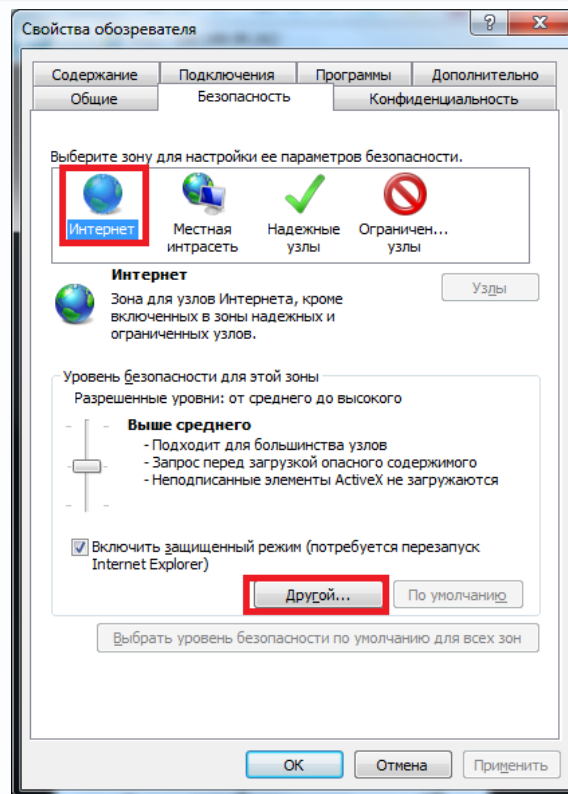 Свойства обозревателя
Содержание Подключения Программы Дополнительно
Общие Безопасность Конфиденциальность
Выберите зону для настройки ее параметров безопасности.
Интернет Местная интрасеть Надежные узлы Ограничен... узлы
Интернет
Зона для узлов Интернета, кроме
включенных в зоны надежных и
ограниченных узлов.
Узлы
Уровень безопасности для этой зоны
Разрешенные уровни: от среднего до высокого
Выше среднего
- Подходит для большинства узлов
- Запрос перед загрузкой опасного содержимого
- Неподписанные элементы ActiveX не загружаются
Включить защищенный режим (потребуется перезапуск
Internet Explorer)
Другой... По умолчанию
Выбрать уровень безопасности по умолчанию для всех зон
ОК Отмена Применить